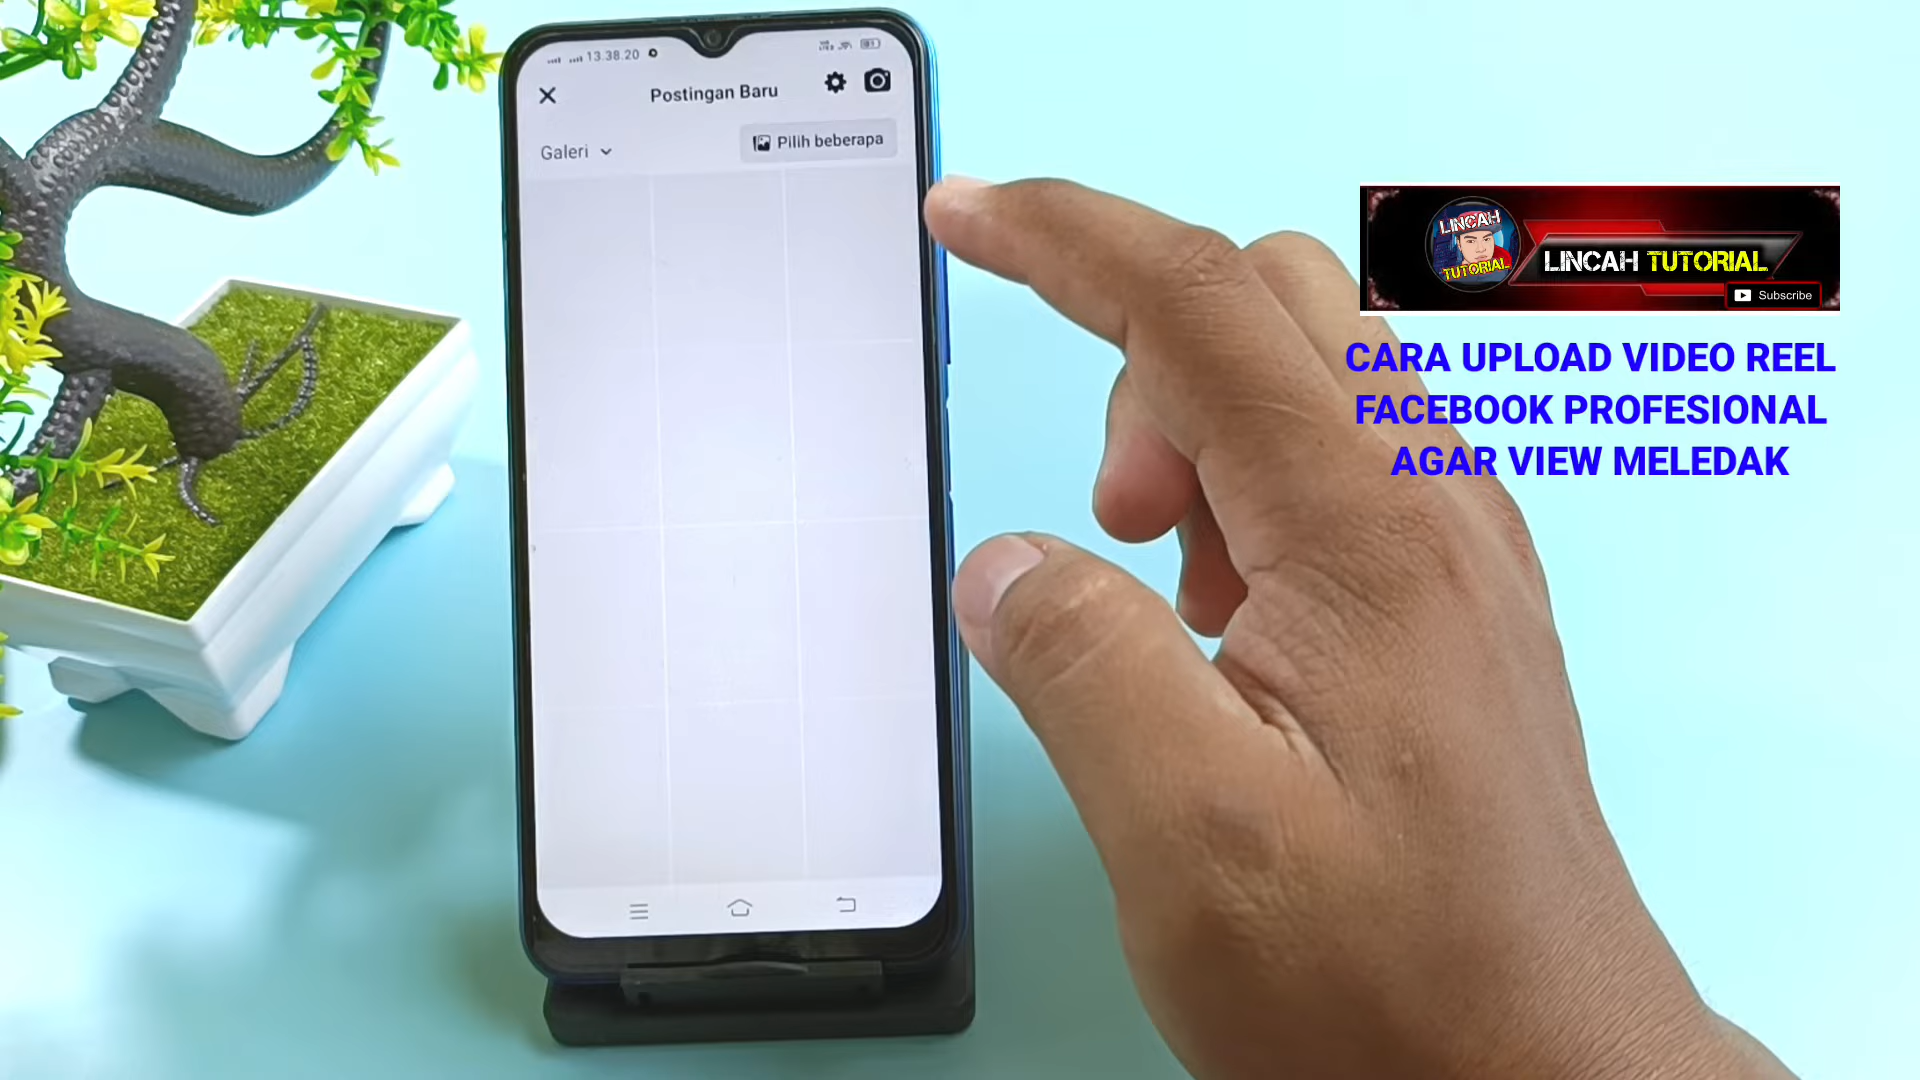 13.38.20
Postingan Baru
Galeri
Pilih beberapa
LINCAH
TUTORIAL
LINCAH TUTORIAL
Subscribe
CARA UPLOAD VIDEO REEL
FACEBOOK PROFESIONAL
AGAR VIEW MELEDAK